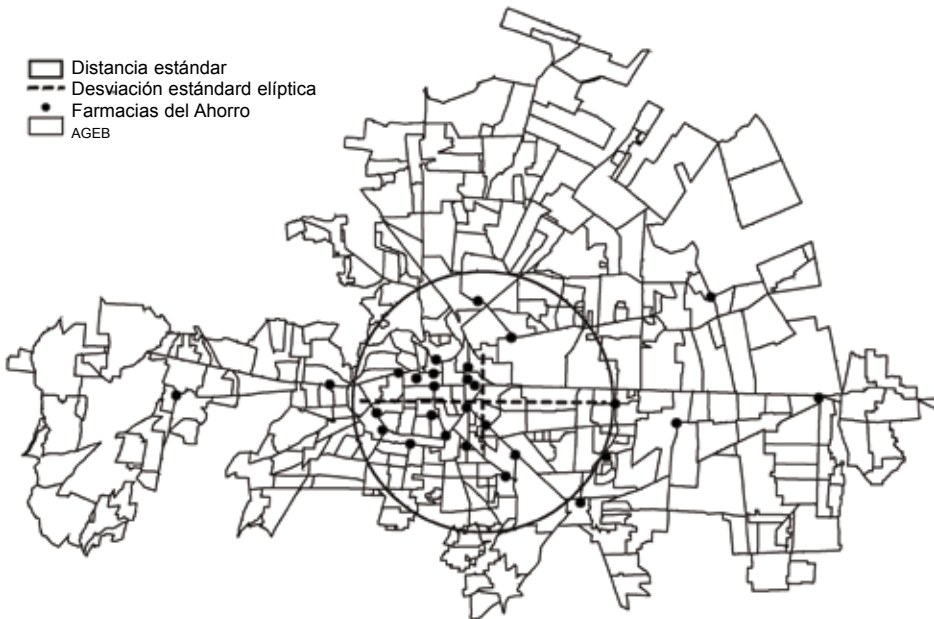 Distancia estándar
Desviación estándard elíptica
Farmacias del Ahorro
AGEB